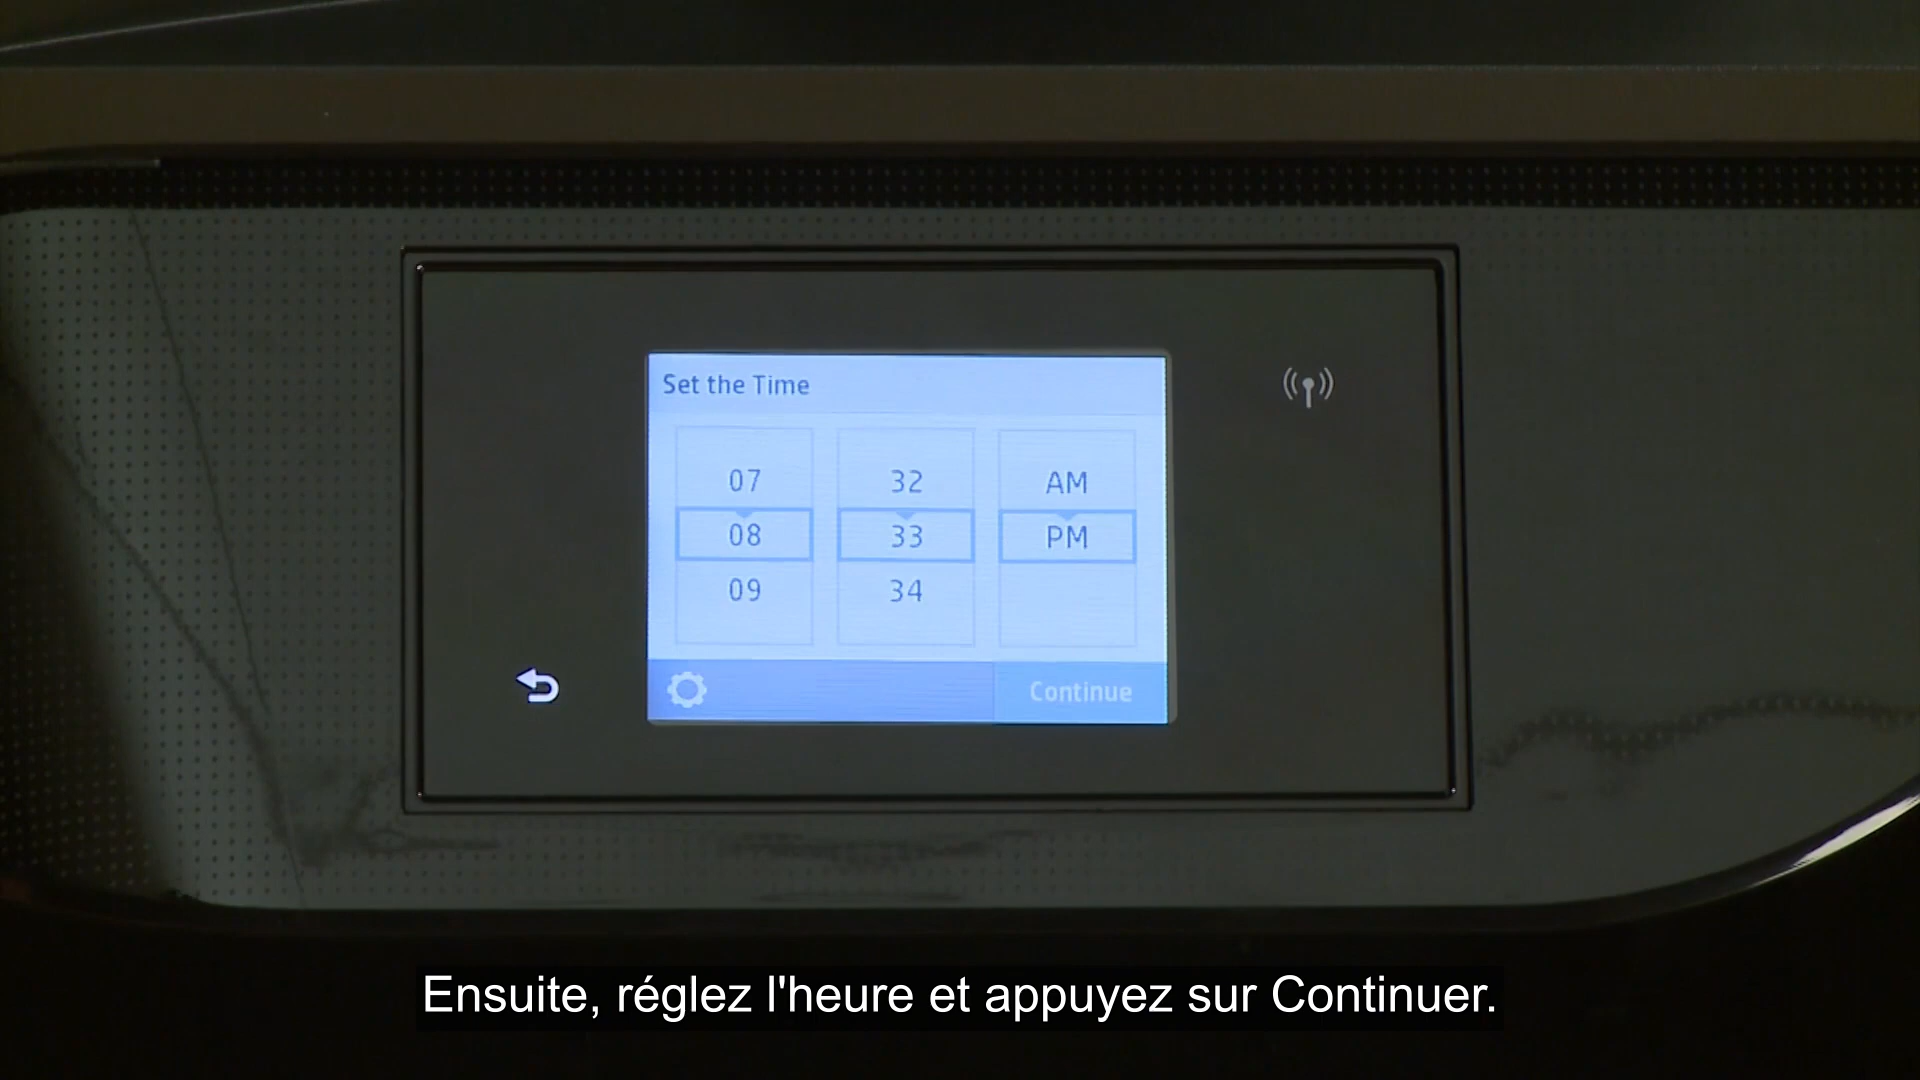 Set the Time
07 32 AM
08 33 PM
09 34
Continue
Ensuite, réglez l'heure et appuyez sur Continuer.